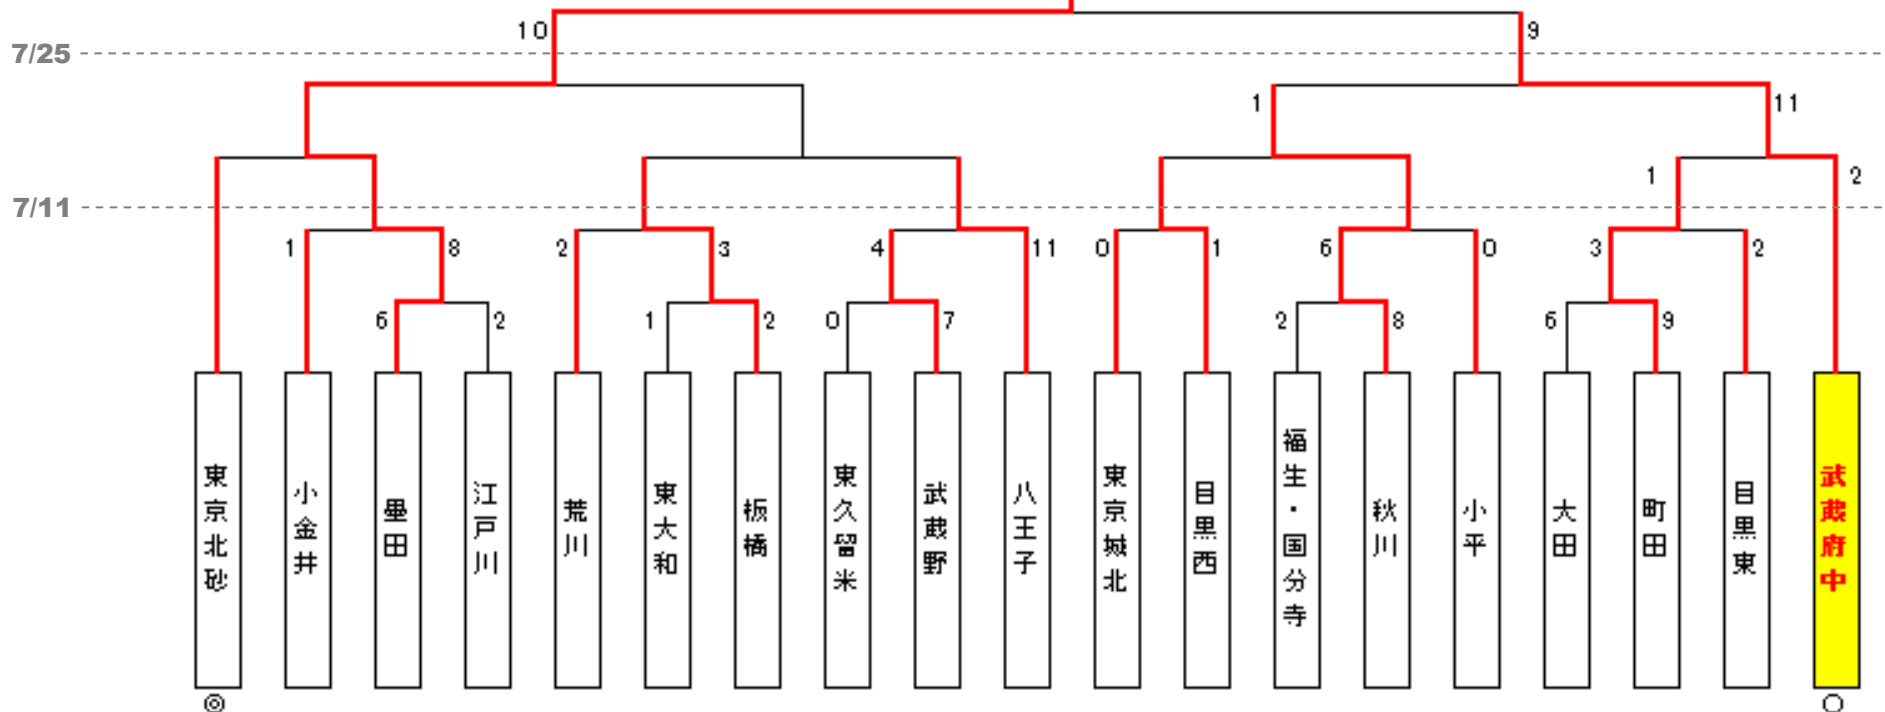 10 9
7/25
1 11
1 2
7/11
1 8 2 3 4 11 0 1 6 0 3 2
6 2 1 2 0 7 2 8 6 9
東京北砂
小金井
墨田
江戸川
荒川
東大和
板橋
東久留米
武蔵野
八王子
東京城北
目黒西
福生・国分寺
秋川
小平
大田
町田
目黒東
武蔵府中
◎ ○